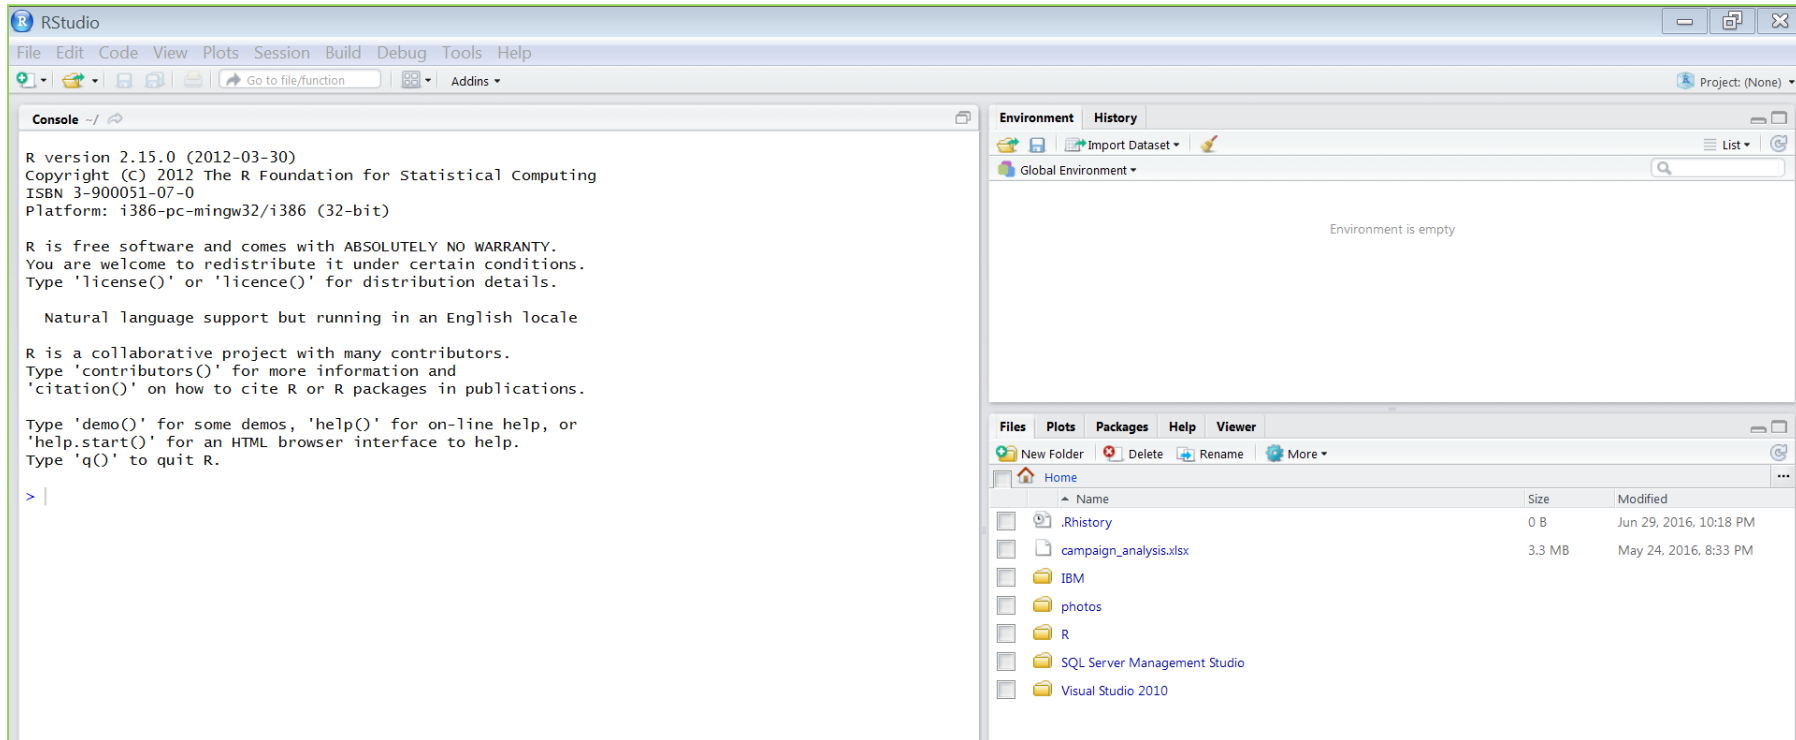 RStudio
File Edit Code View Plots Session Build Debug Tools Help
Go to file/function Addins Project: (None)
Console ~/
R version 2.15.0 (2012-03-30)
Copyright (C) 2012 The R Foundation for Statistical Computing
ISBN 3-900051-07-0
Platform: i386-pc-mingw32/i386 (32-bit)
R is free software and comes with ABSOLUTELY NO WARRANTY.
You are welcome to redistribute it under certain conditions.
Type 'license()' or 'licence()' for distribution details.
Natural language support but running in an English locale
R is a collaborative project with many contributors.
Type 'contributors()' for more information and
'citation()' on how to cite R or R packages in publications.
Type 'demo()' for some demos, 'help()' for on-line help, or
'help.start()' for an HTML browser interface to help.
Type 'q()' to quit R.
>
Environment History
Import Dataset List
Global Environment
Environment is empty
Files Plots Packages Help Viewer
New Folder Delete Rename More
Home ...
Name Size Modified
.Rhistory 0 B Jun 29, 2016, 10:18 PM
campaign_analysis.xlsx 3.3 MB May 24, 2016, 8:33 PM
IBM
photos
R
SQL Server Management Studio
Visual Studio 2010